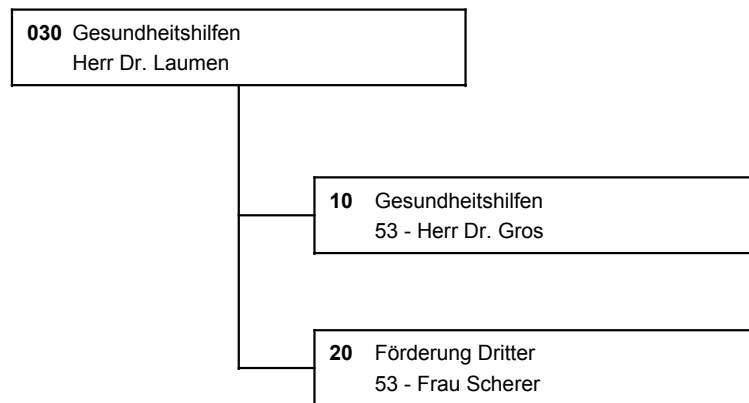 030 Gesundheitshilfen
Herr Dr. Laumen
10 Gesundheitshilfen
53 - Herr Dr. Gros
20 Förderung Dritter
53 - Frau Scherer